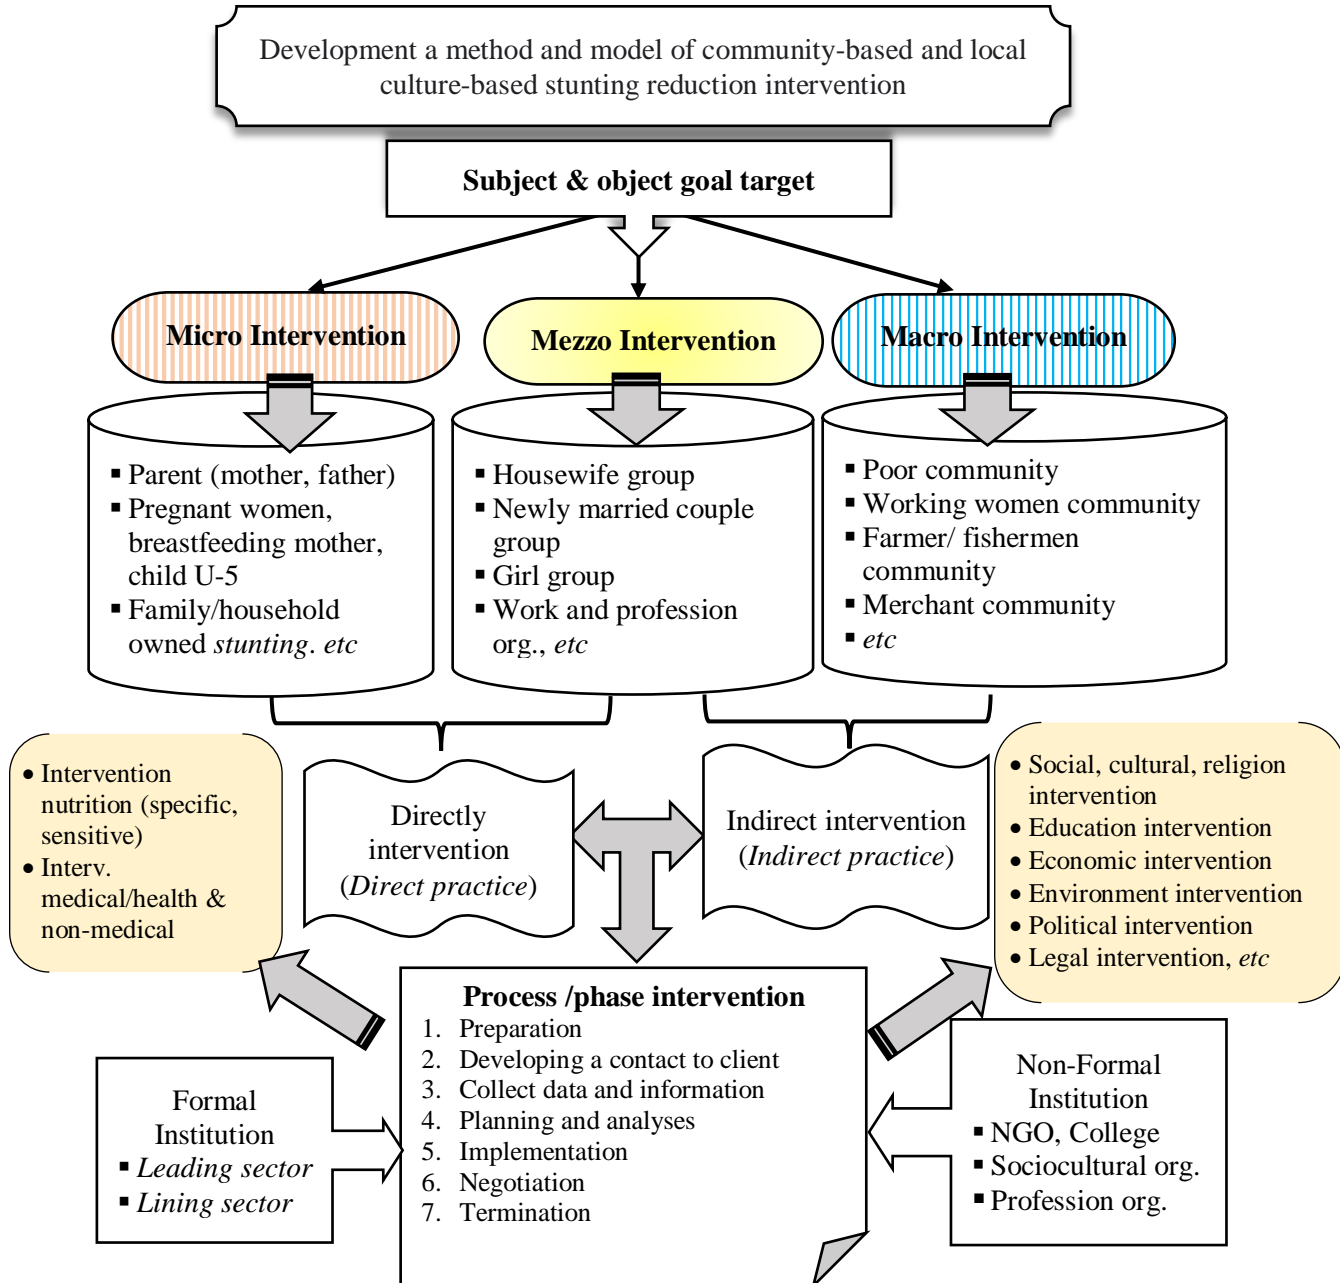 Development a method and model of community-based and local
culture-based stunting reduction intervention
Subject & object goal target
Micro Intervention
Mezzo Intervention
Macro Intervention
▪ Parent (mother, father)
▪ Pregnant women,
breastfeeding mother,
child U-5
▪ Family/household
owned stunting. etc
▪ Housewife group
▪ Newly married couple
group
▪ Girl group
▪ Work and profession
org., etc
▪ Poor community
▪ Working women community
▪ Farmer/ fishermen
community
▪ Merchant community
▪ etc
• Intervention
nutrition (specific,
sensitive)
• Interv.
medical/health &
non-medical
Directly
intervention
(Direct practice)
Indirect intervention
(Indirect practice)
• Social, cultural, religion
intervention
• Education intervention
• Economic intervention
• Environment intervention
• Political intervention
• Legal intervention, etc
Process /phase intervention
1. Preparation
2. Developing a contact to client
3. Collect data and information
4. Planning and analyses
5. Implementation
6. Negotiation
7. Termination
Formal
Institution
▪ Leading sector
▪ Lining sector
Non-Formal
Institution
▪ NGO, College
▪ Sociocultural org.
▪ Profession org.